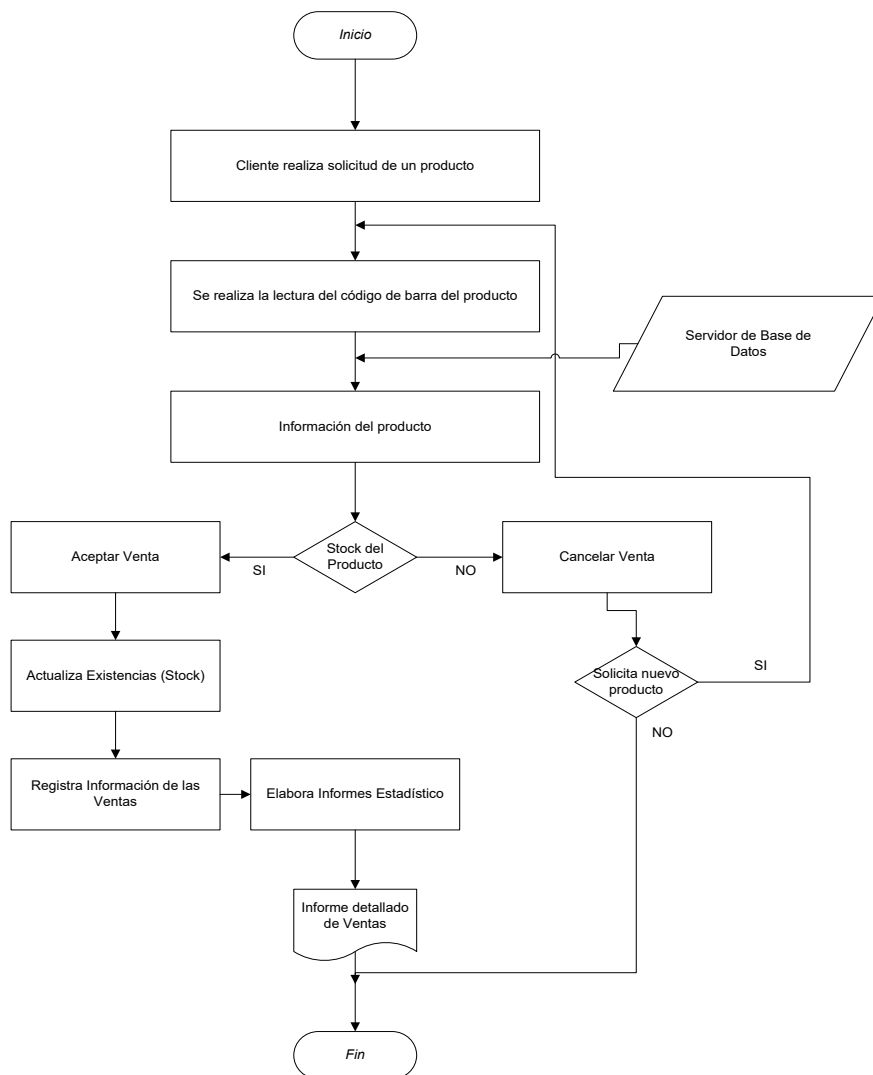 Inicio
Cliente realiza solicitud de un producto
Se realiza la lectura del código de barra del producto
Servidor de Base de
Datos
Información del producto
Aceptar Venta
SI
Stock del
Producto
NO
Cancelar Venta
Actualiza Existencias (Stock)
Solicita nuevo
producto
SI
NO
Registra Información de las
Ventas
Elabora Informes Estadístico
Informe detallado
de Ventas
Fin